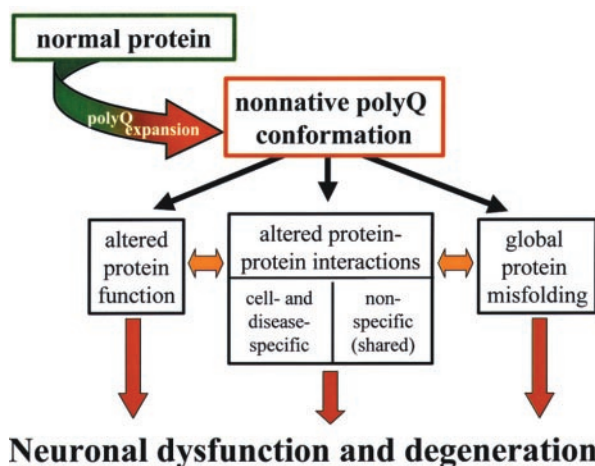 normal protein
polyQ
expansion
nonnative polyQ
conformation
altered
protein
function
altered protein-
protein interactions
cell- and
disease-
specific
non-
specific
(shared)
global
protein
misfolding
Neuronal dysfunction and degeneration